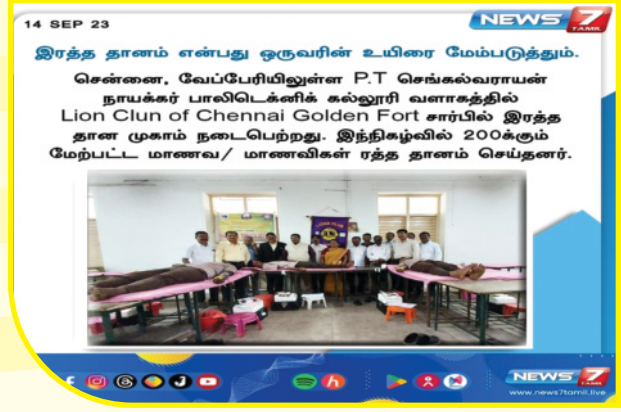 14 SEP 23
NEWS 7
TAMIL
இரத்த தானம் என்பது ஒருவரின் உயிரை மேம்படுத்தும்.
சென்னை, வேப்பேரியிலுள்ள P.T செங்கல்வராயன்
நாயக்கர் பாலிடெக்னிக் கல்லூரி வளாகத்தில்
Lion Clun of Chennai Golden Fort சார்பில் இரத்த
தான முகாம் நடைபெற்றது. இந்நிகழ்வில் 200க்கும்
மேற்பட்ட மாணவ/ மாணவிகள் ரத்த தானம் செய்தனர்.
NEWS 7
TAMIL
www.news7tamil.live